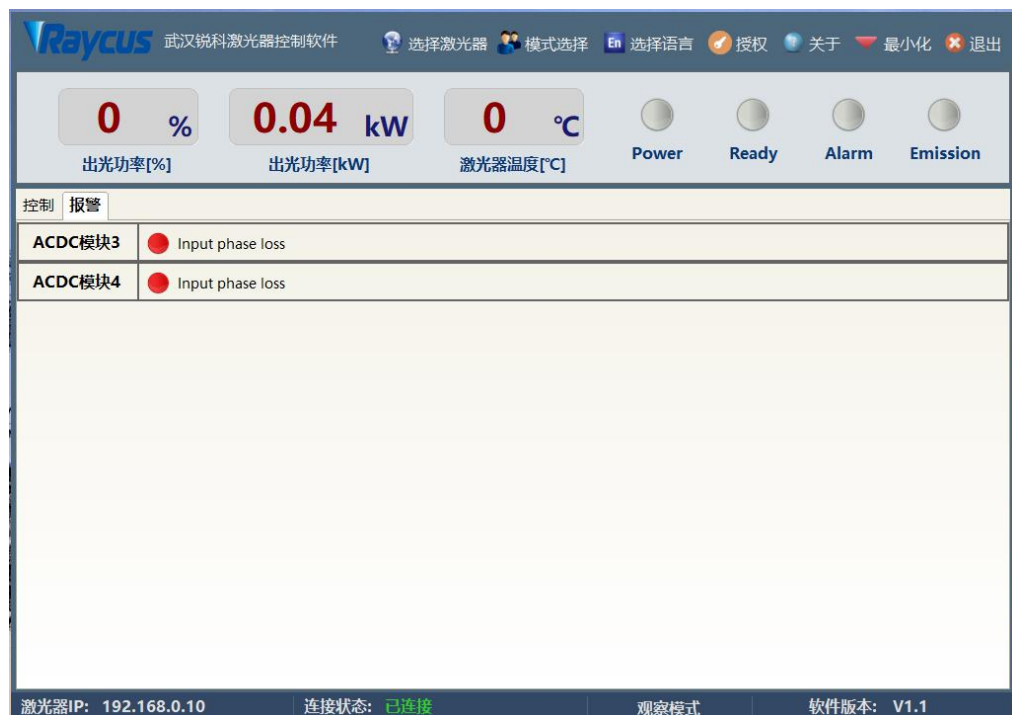 Raycus 武汉锐科激光器控制软件 选择激光器 模式选择 En 选择语言 授权 关于 最小化 退出
0 % 0.04 kW 0 ℃
出光功率[%] 出光功率[kW] 激光器温度[℃] Power Ready Alarm Emission
控制 报警
ACDC模块3 Input phase loss
ACDC模块4 Input phase loss
激光器IP: 192.168.0.10 连接状态: 已连接 观察模式 软件版本: V1.1